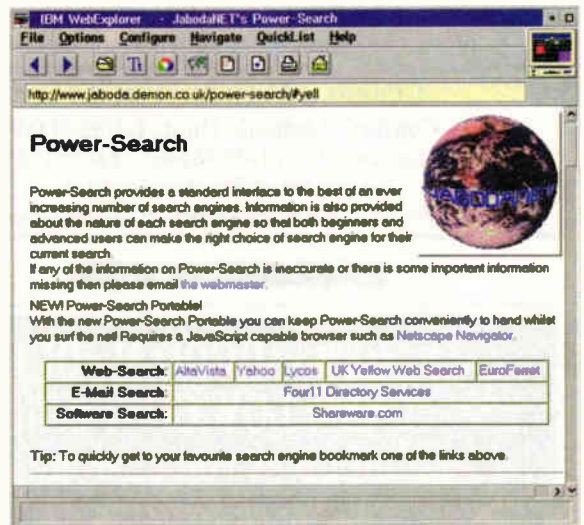 IBM WebExplorer - JabodaNET's Power-Search
File Options Configure Navigate QuickList Help
http://www.jaboda.demon.co.uk/power-search/#yell
Power-Search
JABODANET
Power-Search provides a standard interface to the best of an ever
increasing number of search engines. Information is also provided
about the nature of each search engine so that both beginners and
advanced users can make the right choice of search engine for their
current search.
If any of the information on Power-Search is inaccurate or there is some important information
missing then please email the webmaster.
NEW! Power-Search Portable!
With the new Power-Search Portable you can keep Power-Search conveniently to hand whilst
you surf the net! Requires a JavaScript capable browser such as Netscape Navigator.
Web-Search: AltaVista Yahoo Lycos UK Yellow Web Search EuroFerret
E-Mail Search: Four11 Directory Services
Software Search: Shareware.com
Tip: To quickly get to your favourite search engine bookmark one of the links above.